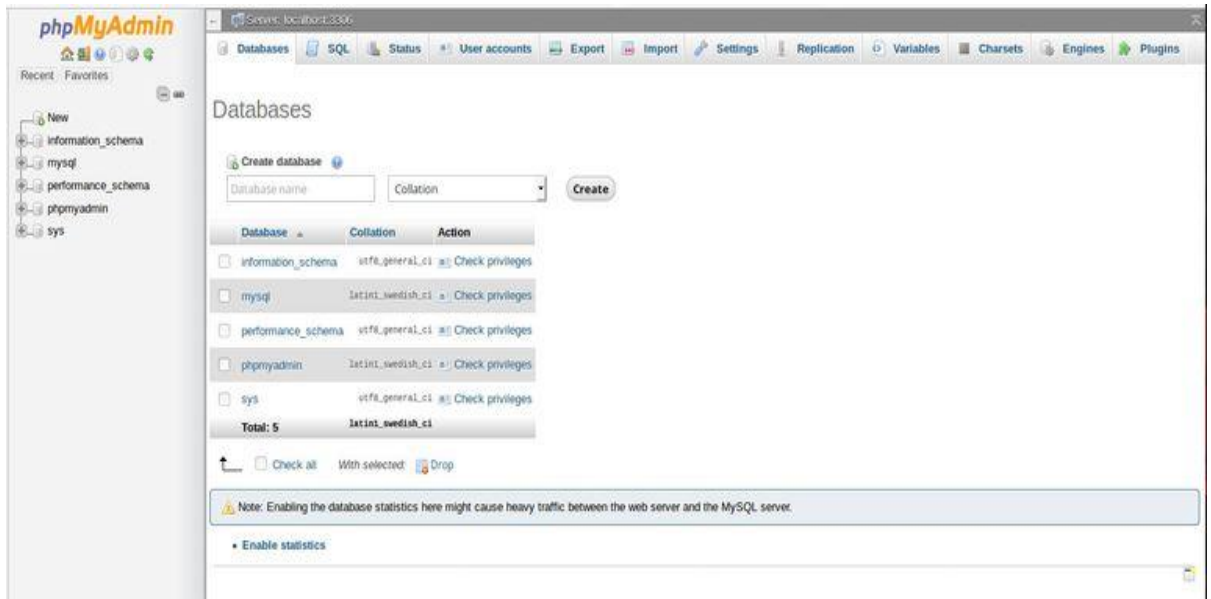 phpMyAdmin
Recent Favorites
New
information_schema
mysql
performance_schema
phpmyadmin
sys
Server: localhost:3306
Databases SQL Status User accounts Export Import Settings Replication Variables Charsets Engines Plugins
Databases
Create database
Database name Collation Create
Database Collation Action
information_schema utf8_general_ci Check privileges
mysql latin1_swedish_ci Check privileges
performance_schema utf8_general_ci Check privileges
phpmyadmin latin1_swedish_ci Check privileges
sys utf8_general_ci Check privileges
Total: 5 latin1_swedish_ci
Check all With selected: Drop
Note: Enabling the database statistics here might cause heavy traffic between the web server and the MySQL server.
Enable statistics